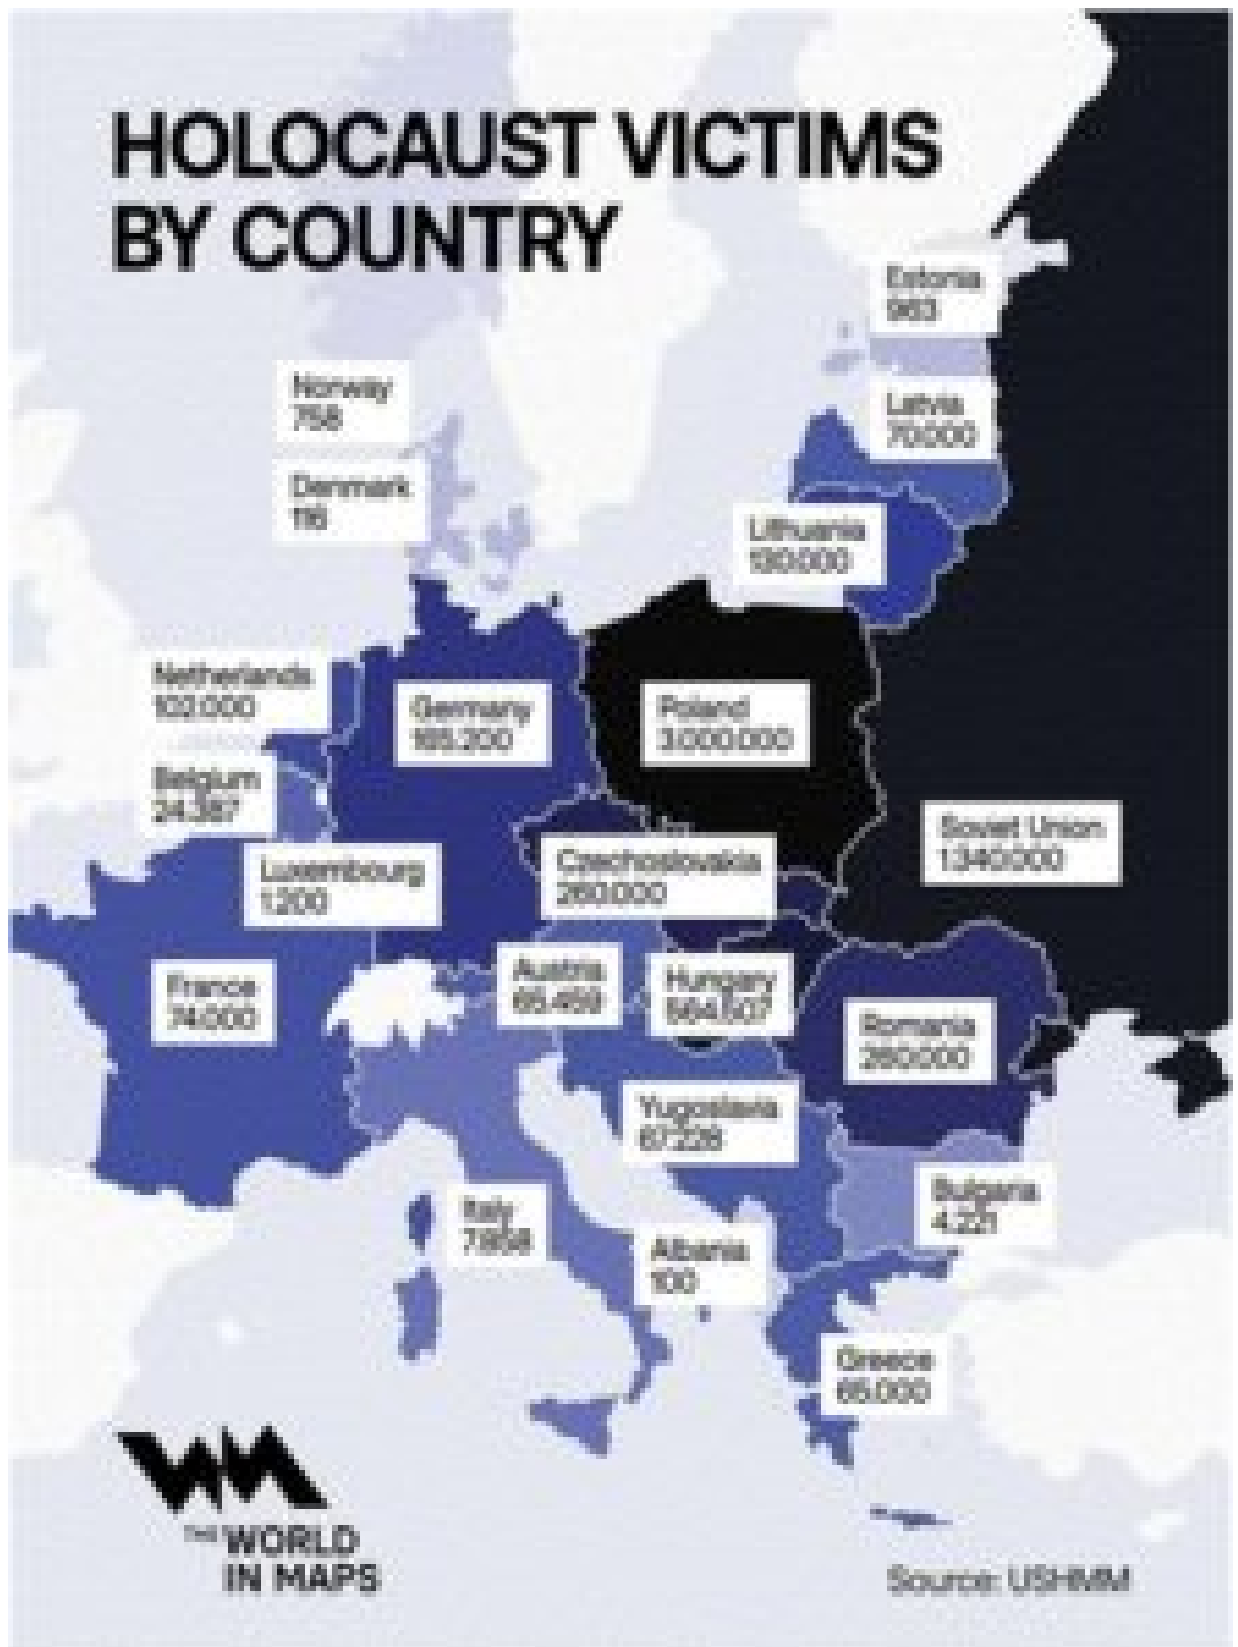 HOLOCAUST VICTIMS
BY COUNTRY
Estonia
963
Norway
758
Latvia
70.000
Denmark
116
Lithuania
130.000
Netherlands
102.000
Germany
165.200
Poland
3.000.000
Belgium
24.387
Soviet Union
1.340.000
Luxembourg
1.200
Czechoslovakia
260.000
Austria
65.459
Hungary
564.507
France
74.000
Romania
260.000
Yugoslavia
67.228
Bulgaria
4.221
Italy
7.858
Albania
100
Greece
65.000
THE WORLD
IN MAPS
Source: USHMM